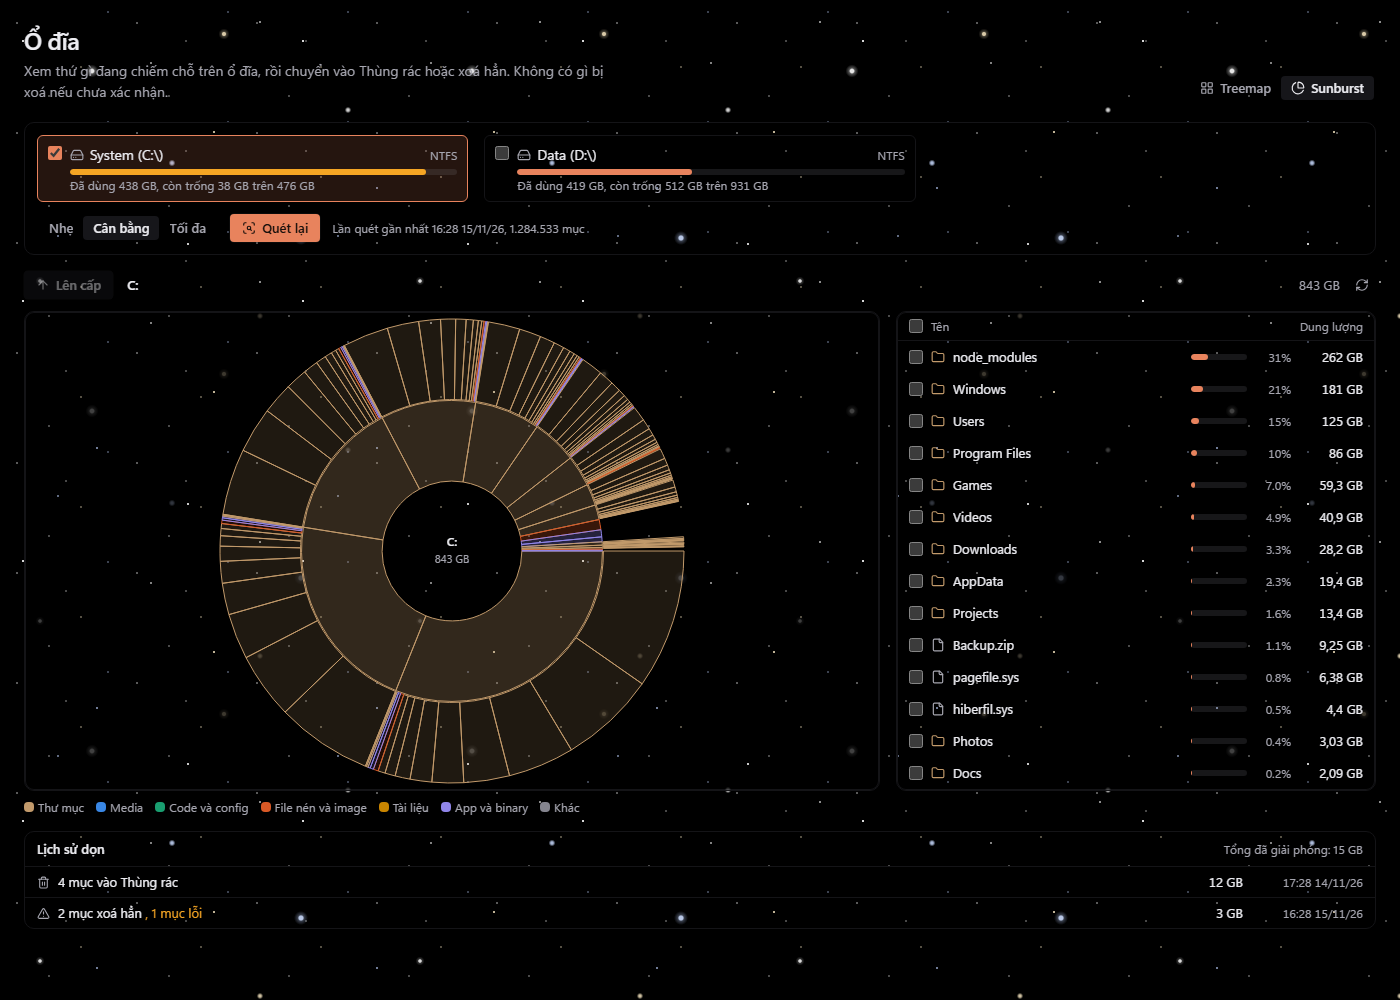 Ổ đĩa
Xem thứ gì đang chiếm chỗ trên ổ đĩa, rồi chuyển vào Thùng rác hoặc xoá hẳn. Không có gì bị
xoá nếu chưa xác nhận.
Treemap
Sunburst
System (C:\)
NTFS
Đã dùng 438 GB, còn trống 38 GB trên 476 GB
Data (D:\)
NTFS
Đã dùng 419 GB, còn trống 512 GB trên 931 GB
Nhẹ
Cân bằng
Tối đa
Quét lại
Lần quét gần nhất 16:28 15/11/26, 1.284.533 mục
Lên cấp
C:
843 GB
C:
843 GB
Tên
Dung lượng
node_modules 31% 262 GB
Windows 21% 181 GB
Users 15% 125 GB
Program Files 10% 86 GB
Games 7.0% 59,3 GB
Videos 4.9% 40,9 GB
Downloads 3.3% 28,2 GB
AppData 2.3% 19,4 GB
Projects 1.6% 13,4 GB
Backup.zip 1.1% 9,25 GB
pagefile.sys 0.8% 6,38 GB
hiberfil.sys 0.5% 4,4 GB
Photos 0.4% 3,03 GB
Docs 0.2% 2,09 GB
Thư mục
Media
Code và config
File nén và image
Tài liệu
App và binary
Khác
Lịch sử dọn
Tổng đã giải phóng: 15 GB
4 mục vào Thùng rác 12 GB 17:28 14/11/26
2 mục xoá hẳn , 1 mục lỗi 3 GB 16:28 15/11/26